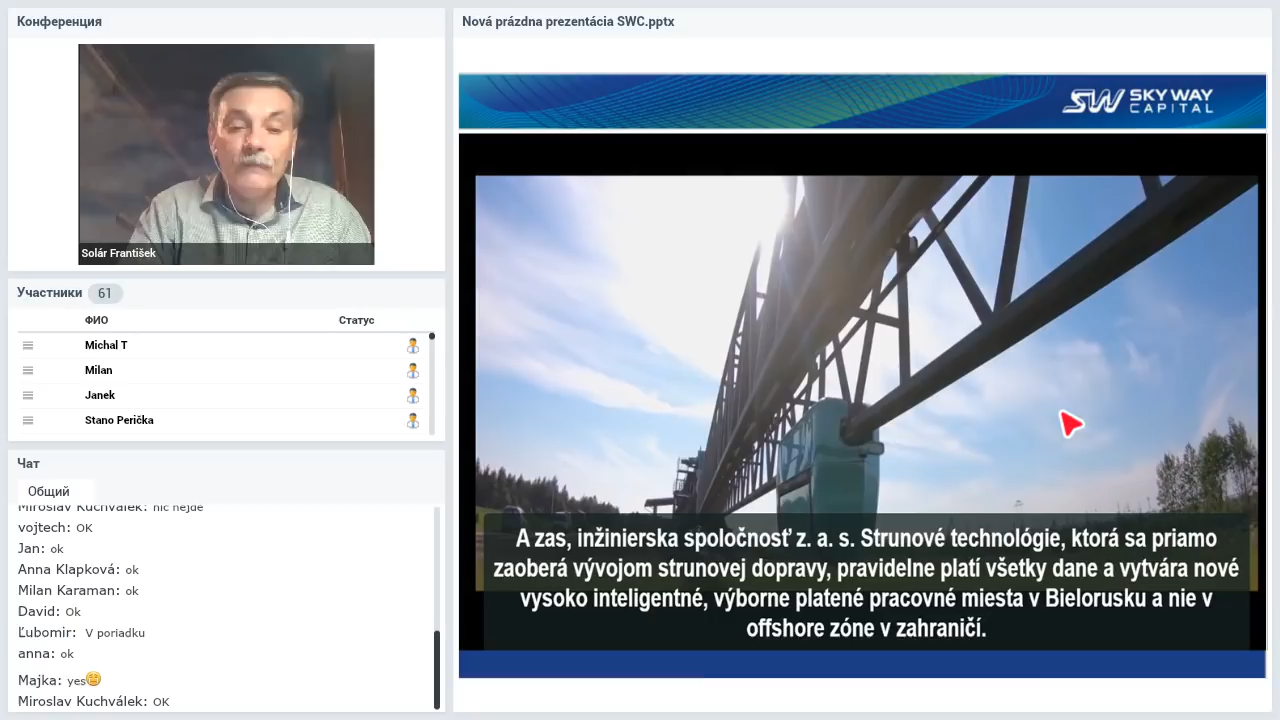 Конференция
Solár František
Участники 61
ФИО Статус
Michal T
Milan
Janek
Stano Perička
Чат
Общий
Miroslav Kuchválek: nic nejde
vojtech: OK
Jan: ok
Anna Klapková: ok
Milan Karaman: ok
David: Ok
Ľubomir: V poriadku
anna: ok
Majka: yes
Miroslav Kuchválek: OK
Nová prázdna prezentácia SWC.pptx
SW SKY WAY
CAPITAL
A zas, inžinierska spoločnosť z. a. s. Strunové technológie, ktorá sa priamo
zaoberá vývojom strunovej dopravy, pravidelne platí všetky dane a vytvára nové
vysoko inteligentné, výborne platené pracovné miesta v Bielorusku a nie v
offshore zóne v zahraničí.